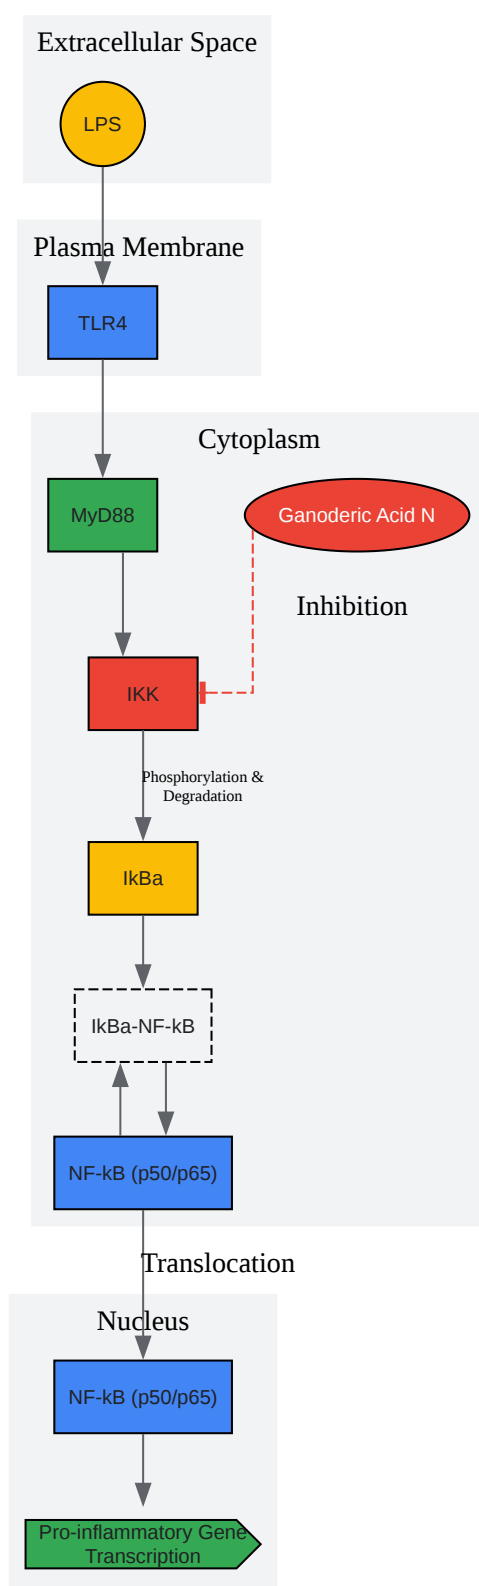 Extracellular Space
LPS
Plasma Membrane
TLR4
Cytoplasm
MyD88
Ganoderic Acid N
Inhibition
IKK
Phosphorylation &
Degradation
IkBa
IkBa-NF-kB
NF-kB (p50/p65)
Translocation
Nucleus
NF-kB (p50/p65)
Pro-inflammatory Gene
Transcription